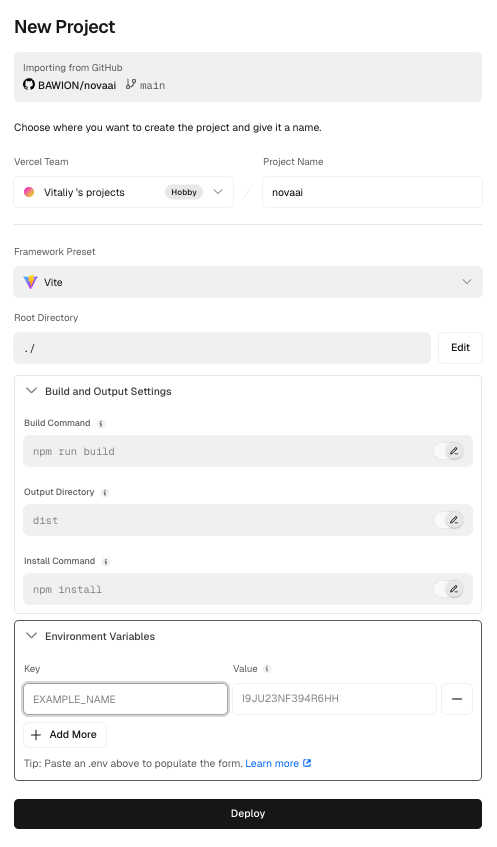 New Project
Importing from GitHub
BAWION/novaai main
Choose where you want to create the project and give it a name.
Vercel Team
Project Name
Vitaliy 's projects Hobby
/
novaai
Framework Preset
Vite
Root Directory
./
Edit
Build and Output Settings
Build Command
npm run build
Output Directory
dist
Install Command
npm install
Environment Variables
Key
Value
EXAMPLE_NAME
I9JU23NF394R6HH
Add More
Tip: Paste an .env above to populate the form. Learn more
Deploy